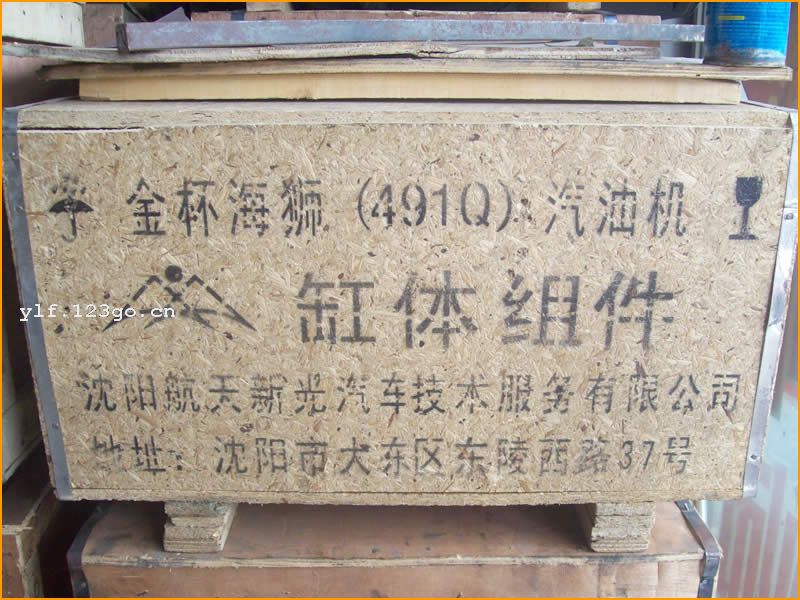 金杯海狮(491Q)汽油机
缸体组件
沈阳航天新光汽车技术服务有限公司
地址:沈阳市大东区东陵西路37号
ylf.123go.cn